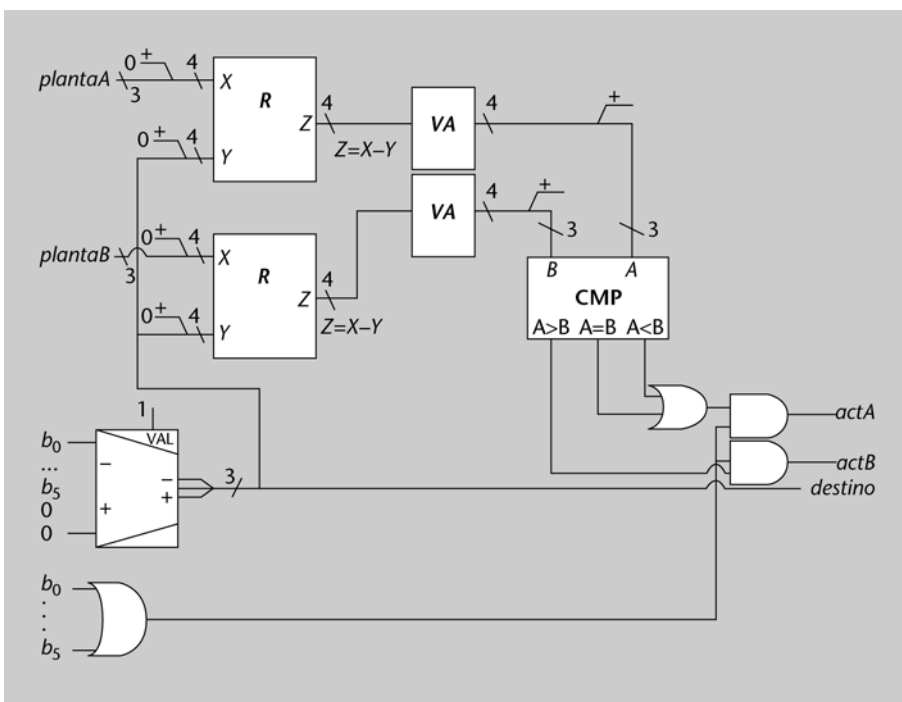 plantaA
3
0 +
4
X
0 +
4
Y
R
Z
4
Z=X–Y
VA
4
+
3
plantaB
3
0 +
4
X
0 +
4
Y
R
Z
4
Z=X–Y
VA
4
+
3
B A
CMP
A>B A=B A<B
actA
actB
destino
1
VAL
b0
...
b5
0
0
–
+
–
+
3
b0
.
.
.
b5